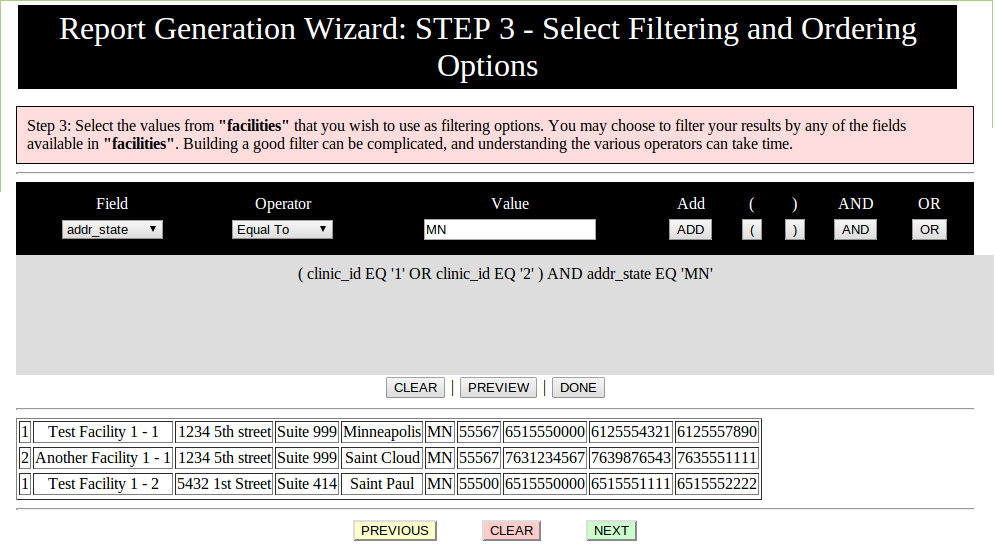 Report Generation Wizard: STEP 3 - Select Filtering and Ordering
Options
Step 3: Select the values from "facilities" that you wish to use as filtering options. You may choose to filter your results by any of the fields
available in "facilities". Building a good filter can be complicated, and understanding the various operators can take time.
Field Operator Value Add ( ) AND OR
addr_state Equal To MN ADD ( ) AND OR
( clinic_id EQ '1' OR clinic_id EQ '2' ) AND addr_state EQ 'MN'
CLEAR | PREVIEW | DONE
1 Test Facility 1 - 1 1234 5th street Suite 999 Minneapolis MN 55567 6515550000 6125554321 6125557890
2 Another Facility 1 - 1 1234 5th street Suite 999 Saint Cloud MN 55567 7631234567 7639876543 7635551111
1 Test Facility 1 - 2 5432 1st Street Suite 414 Saint Paul MN 55500 6515550000 6515551111 6515552222
PREVIOUS CLEAR NEXT